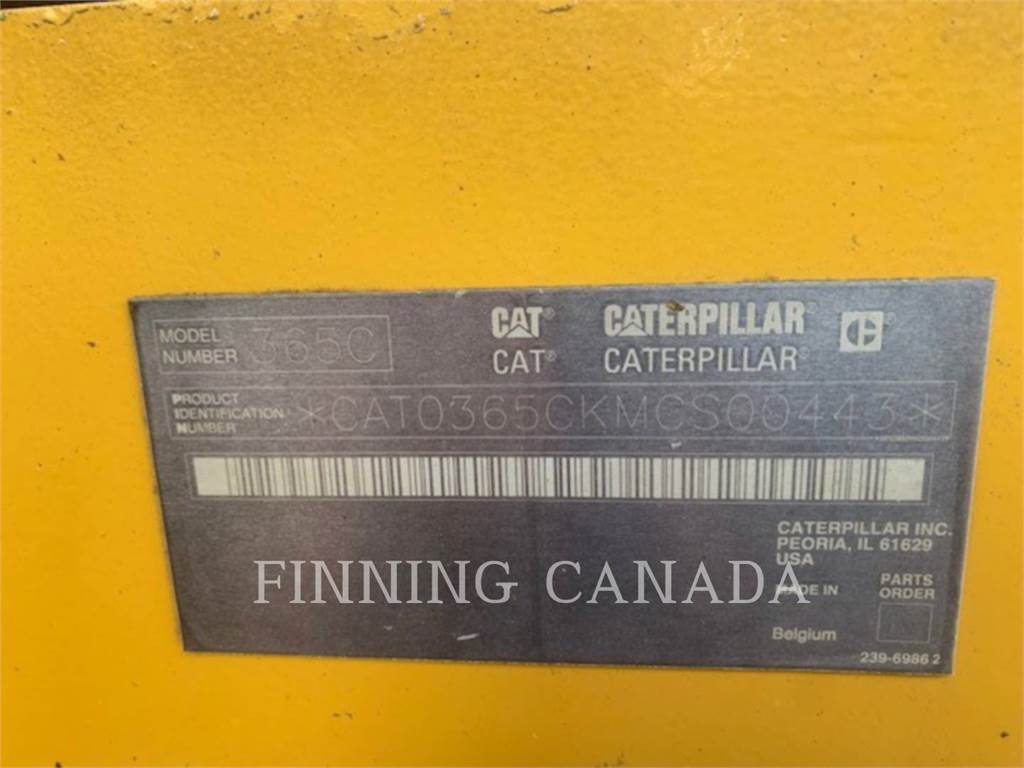 MODEL NUMBER 365C
CAT® CATERPILLAR®
CAT® CATERPILLAR®
PRODUCT IDENTIFICATION NUMBER *CAT0365CKMCS00443*
CATERPILLAR INC.
PEORIA, IL 61629
USA
FINNING CANADA
MADE IN
Belgium
PARTS
ORDER
239-6986 2